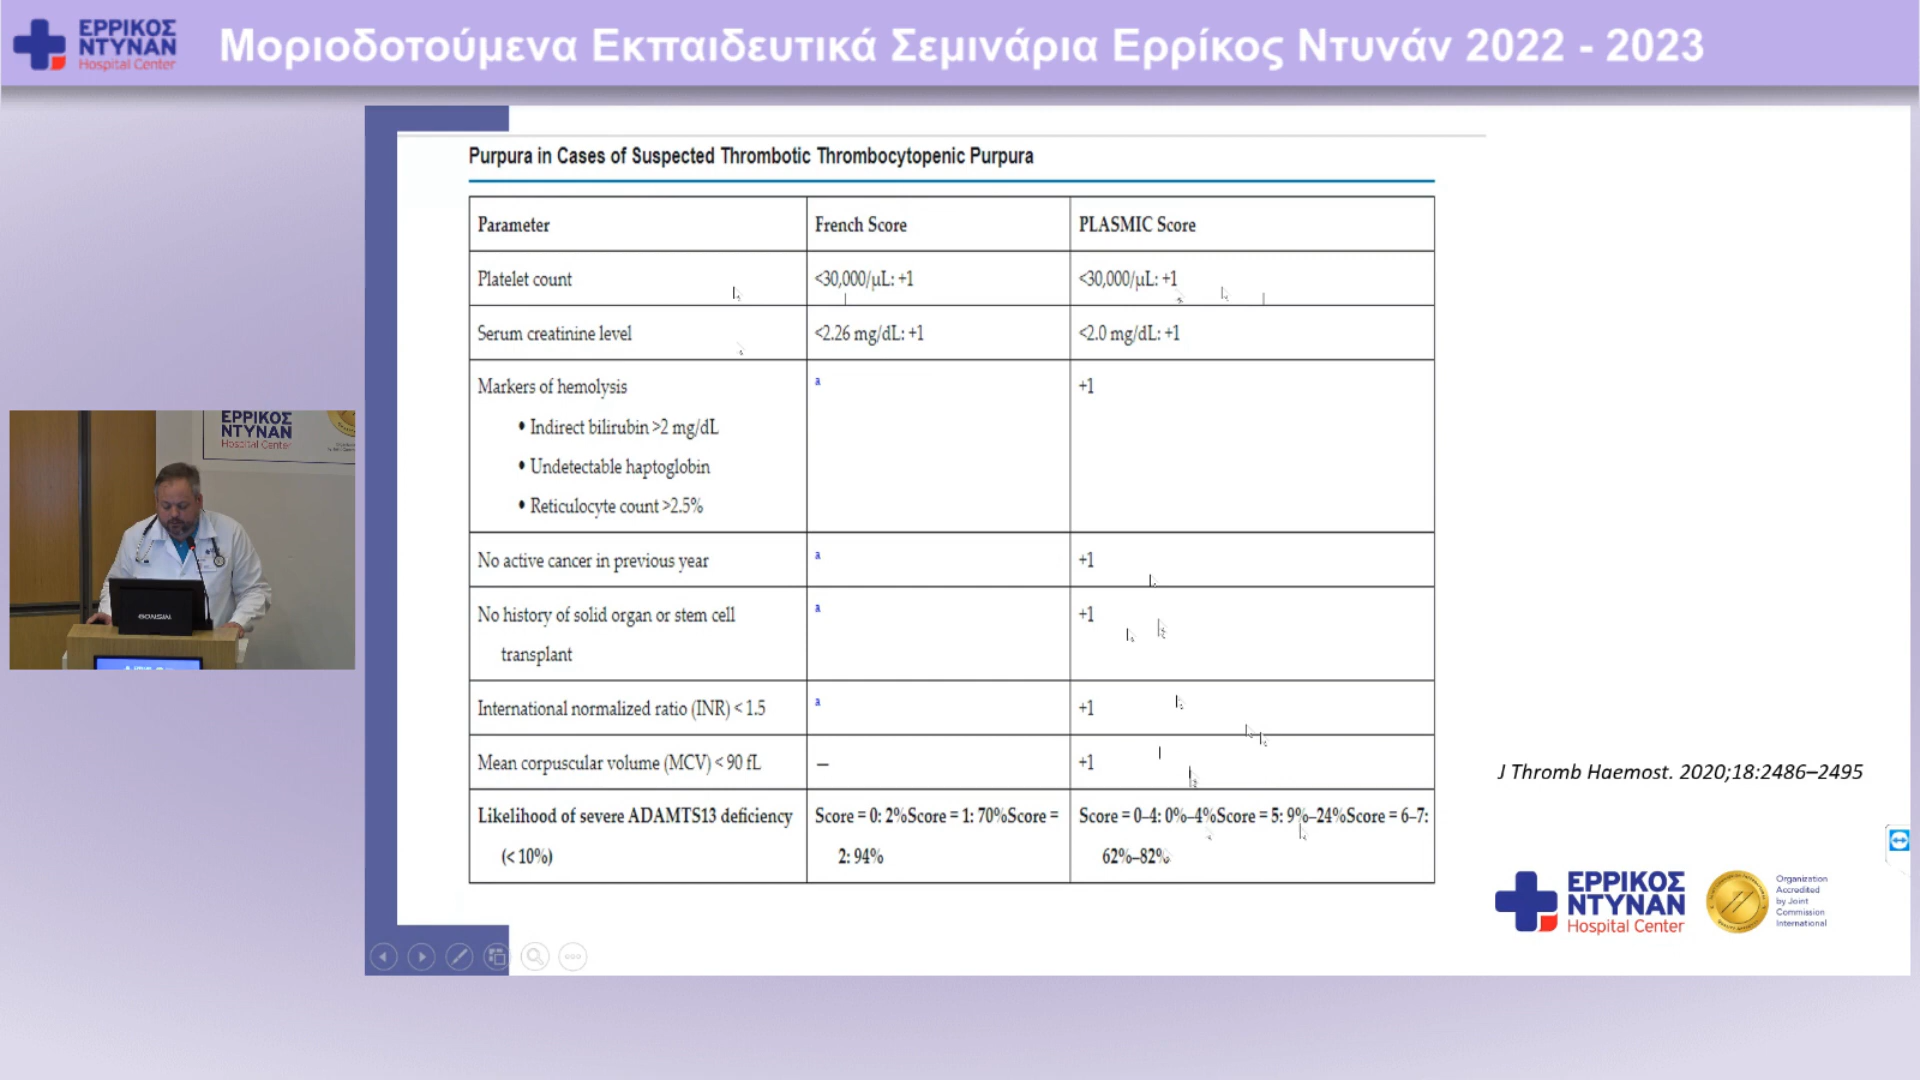 ΕΡΡΙΚΟΣ
ΝΤΥΝΑΝ
Hospital Center
Μοριοδοτούμενα Εκπαιδευτικά Σεμινάρια Ερρίκος Ντυνάν 2022 - 2023
Purpura in Cases of Suspected Thrombotic Thrombocytopenic Purpura
Parameter French Score PLASMIC Score
Platelet count <30,000/μL: +1 <30,000/μL: +1
Serum creatinine level <2.26 mg/dL: +1 <2.0 mg/dL: +1
Markers of hemolysis a +1
• Indirect bilirubin >2 mg/dL
• Undetectable haptoglobin
• Reticulocyte count >2.5%
No active cancer in previous year a +1
No history of solid organ or stem cell a +1
transplant
International normalized ratio (INR) < 1.5 a +1
Mean corpuscular volume (MCV) < 90 fL — +1
Likelihood of severe ADAMTS13 deficiency Score = 0: 2%Score = 1: 70%Score = Score = 0–4: 0%–4%Score = 5: 9%–24%Score = 6–7:
(< 10%) 2: 94% 62%–82%
J Thromb Haemost. 2020;18:2486–2495
ΕΡΡΙΚΟΣ
ΝΤΥΝΑΝ
Hospital Center
Organization
Accredited
by Joint
Commission
International
ΕΡΡΙΚΟΣ
ΝΤΥΝΑΝ
Hospital Center